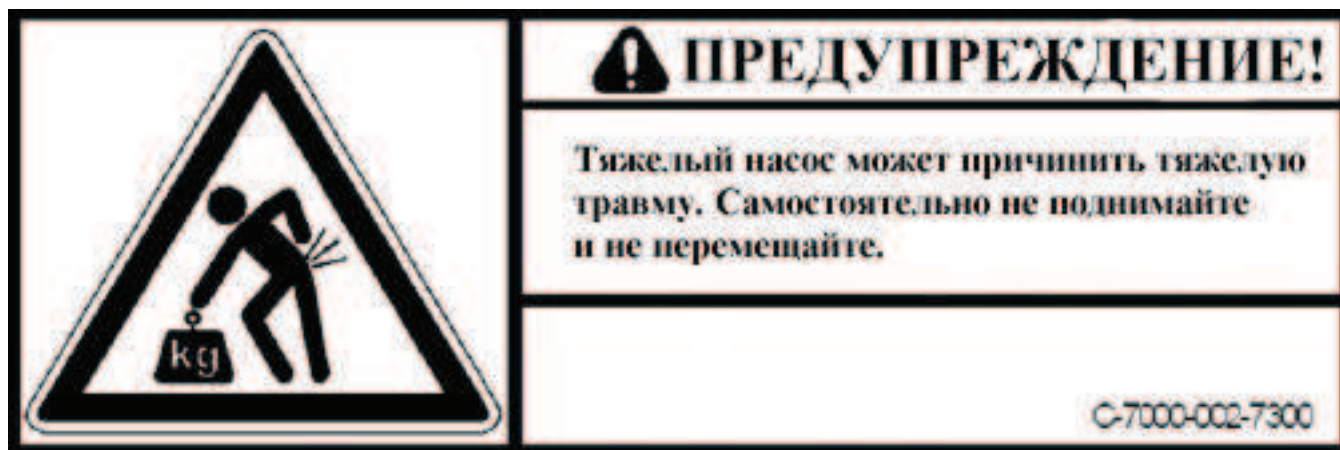 kg
ПРЕДУПРЕЖДЕНИЕ!
Тяжелый насос может причинить тяжелую
травму. Самостоятельно не поднимайте
и не перемещайте.
C-7000-002-7300